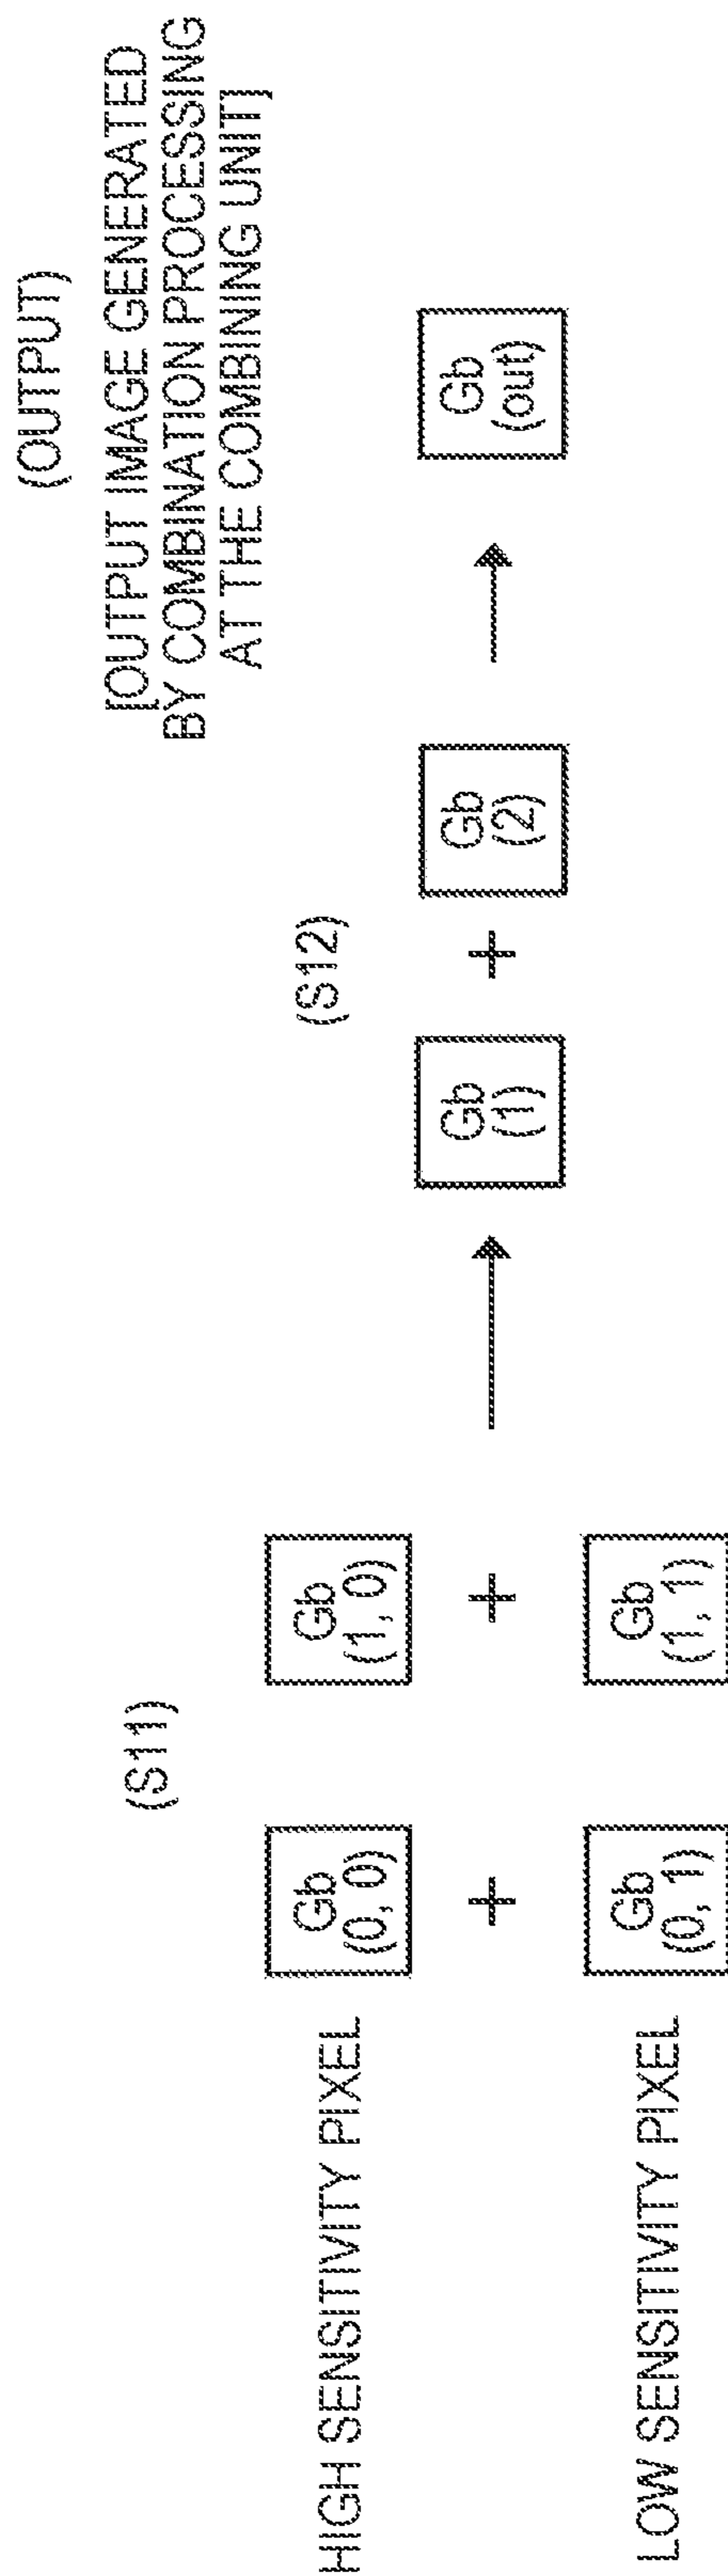 (OUTPUT)
[OUTPUT IMAGE GENERATED
BY COMBINATION PROCESSING
AT THE COMBINING UNIT]
(S11)
(S12)
HIGH SENSITIVITY PIXEL
Gb
(0, 0)
Gb
(1, 0)
+
+
Gb
(1)
+
Gb
(2)
Gb
(out)
LOW SENSITIVITY PIXEL
Gb
(0, 1)
Gb
(1, 1)